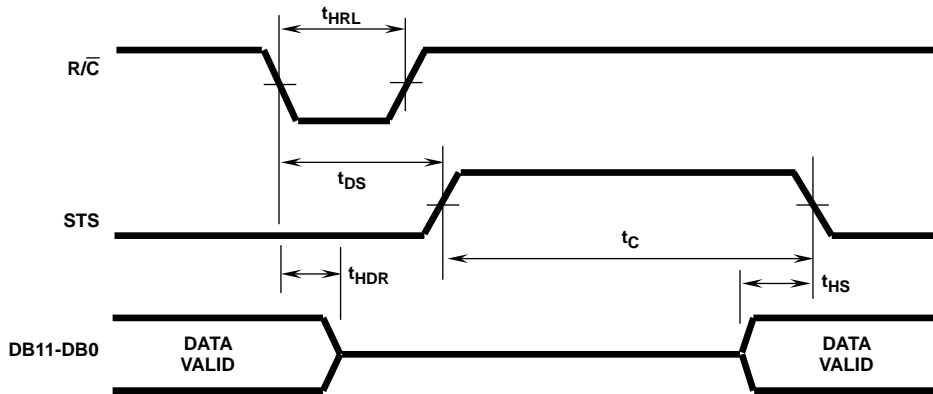 tHRL
R/C̅
tDS
STS
tC
tHDR
tHS
DB11-DB0
DATA
VALID
DATA
VALID